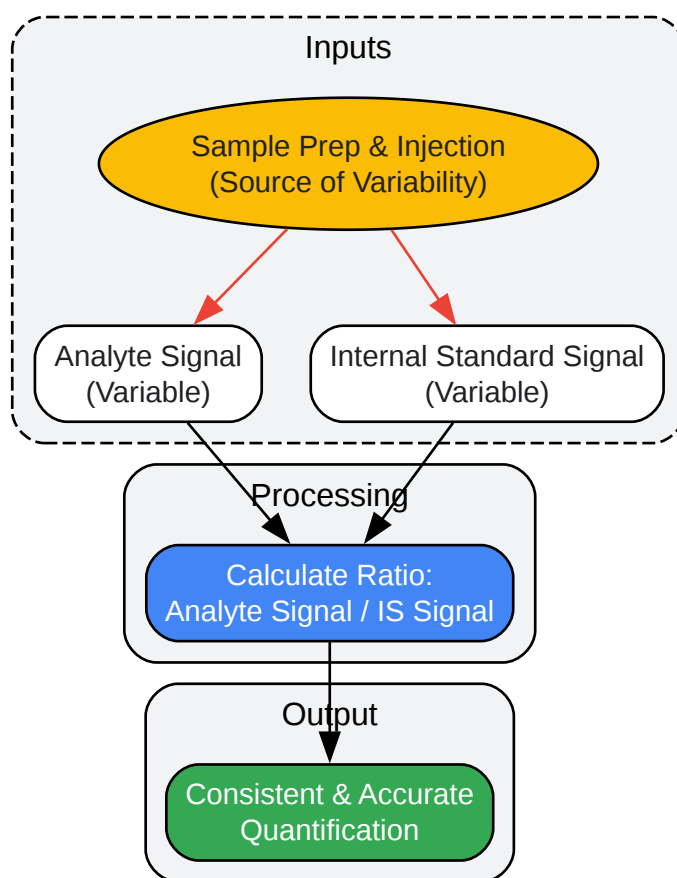 Inputs
Sample Prep & Injection
(Source of Variability)
Analyte Signal
(Variable)
Internal Standard Signal
(Variable)
Processing
Calculate Ratio:
Analyte Signal / IS Signal
Output
Consistent & Accurate
Quantification